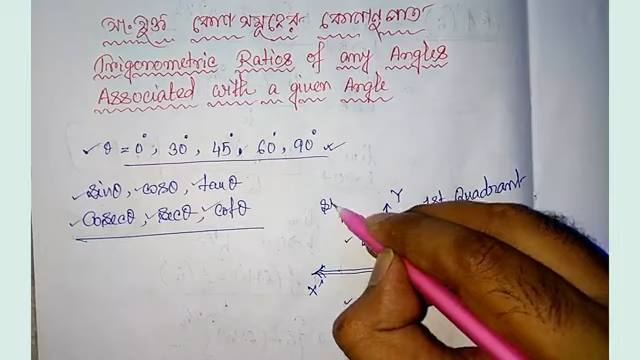 সংযুক্ত কোণ সমূহের কোণানুপাত
Trigonometric Ratios of any Angles
Associated with a given Angle
✓ θ = 0°, 30°, 45°, 60°, 90°
✓ sinθ, ✓ cosθ, ✓ tanθ
✓ Cosecθ, ✓ secθ, ✓ cotθ
Y 1st Quadrant
X'